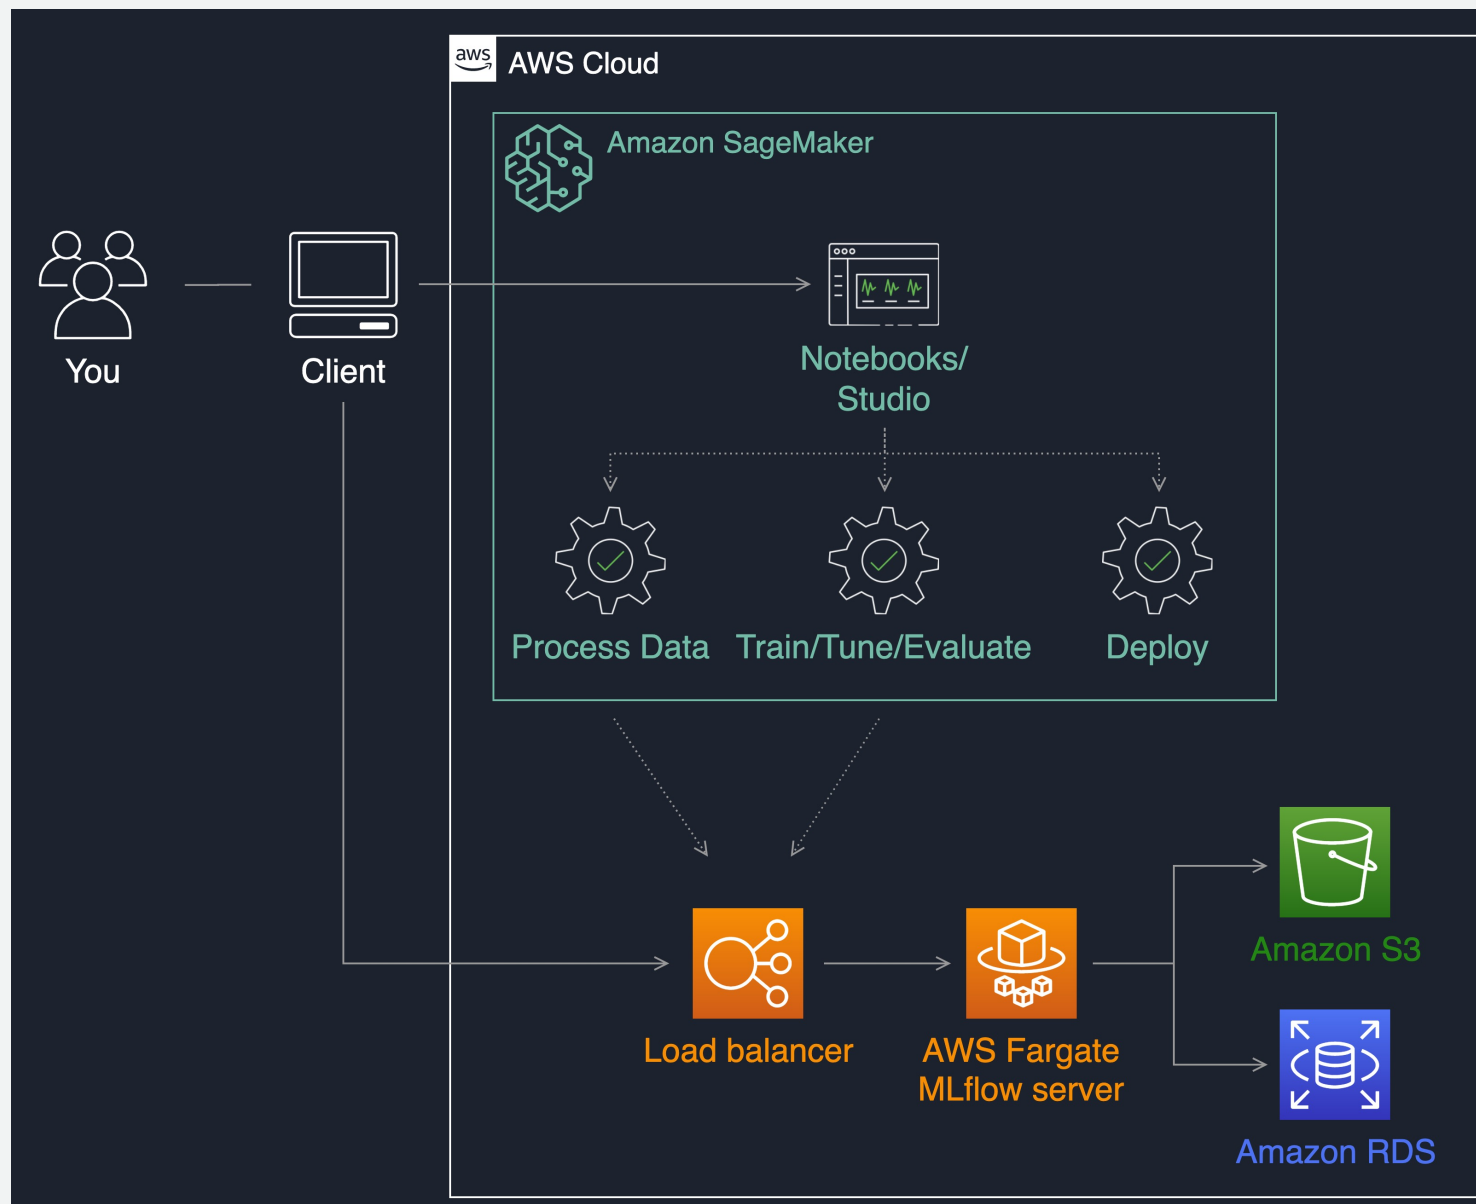 aws
AWS Cloud
Amazon SageMaker
You
Client
Notebooks/
Studio
Process Data
Train/Tune/Evaluate
Deploy
Load balancer
AWS Fargate
MLflow server
Amazon S3
Amazon RDS